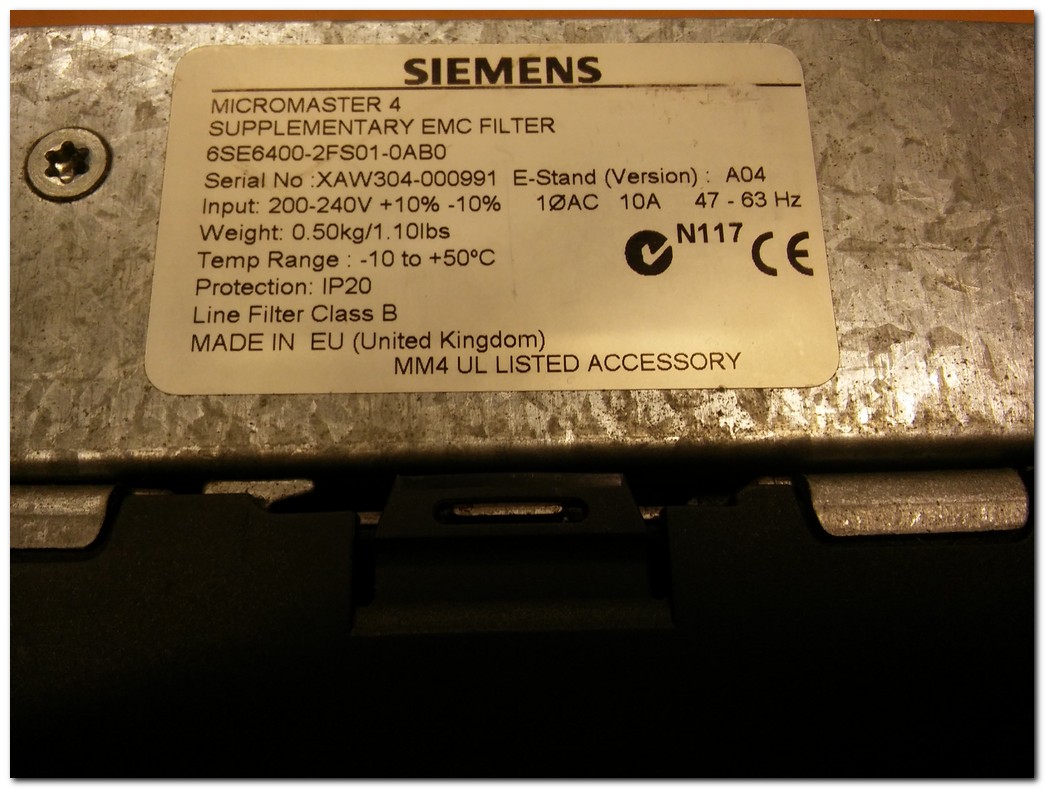 SIEMENS
MICROMASTER 4
SUPPLEMENTARY EMC FILTER
6SE6400-2FS01-0AB0
Serial No :XAW304-000991 E-Stand (Version) : A04
Input: 200-240V +10% -10% 1ØAC 10A 47 - 63 Hz
Weight: 0.50kg/1.10lbs
N117 CE
Temp Range : -10 to +50°C
Protection: IP20
Line Filter Class B
MADE IN EU (United Kingdom)
MM4 UL LISTED ACCESSORY